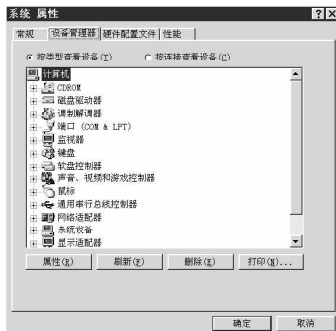 系统 属性
常规 设备管理器 硬件配置文件 性能
按类型查看设备(T) 按连接查看设备(C)
计算机
CDROM
磁盘驱动器
调制解调器
端口 (COM & LPT)
监视器
键盘
软盘控制器
声音、视频和游戏控制器
鼠标
通用串行总线控制器
网络适配器
系统设备
显示适配器
属性(R) 刷新(F) 删除(E) 打印(N)...
确定 取消